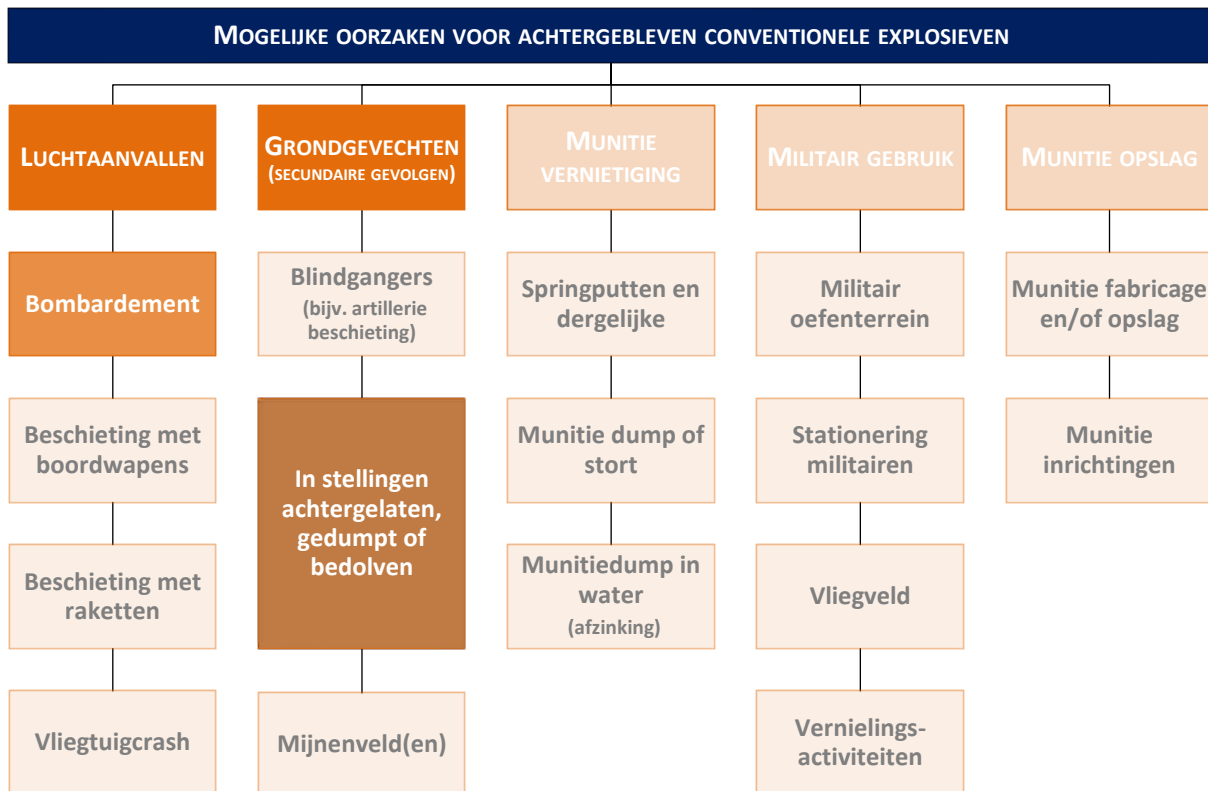 MOGELIJKE OORZAKEN VOOR ACHTERGEBLEVEN CONVENTIONELE EXPLOSIEVEN
LUCHTAANVALLEN
GRONDGEVECHTEN
(SECUNDAIRE GEVOLGEN)
MUNITIE
VERNIETIGING
MILITAIR GEBRUIK
MUNITIE OPSLAG
Bombardement
Blindgangers
(bijv. artillerie
beschieting)
Springputten en
dergelijke
Militair
oefenterrein
Munitie fabricage
en/of opslag
Beschieting met
boordwapens
In stellingen
achtergelaten,
gedumpt of
bedolven
Munitie dump of
stort
Stationering
militairen
Munitie
inrichtingen
Beschieting met
raketten
Munitiedump in
water
(afzinking)
Vliegveld
Vliegtuigcrash
Mijnenveld(en)
Vernielings-
activiteiten